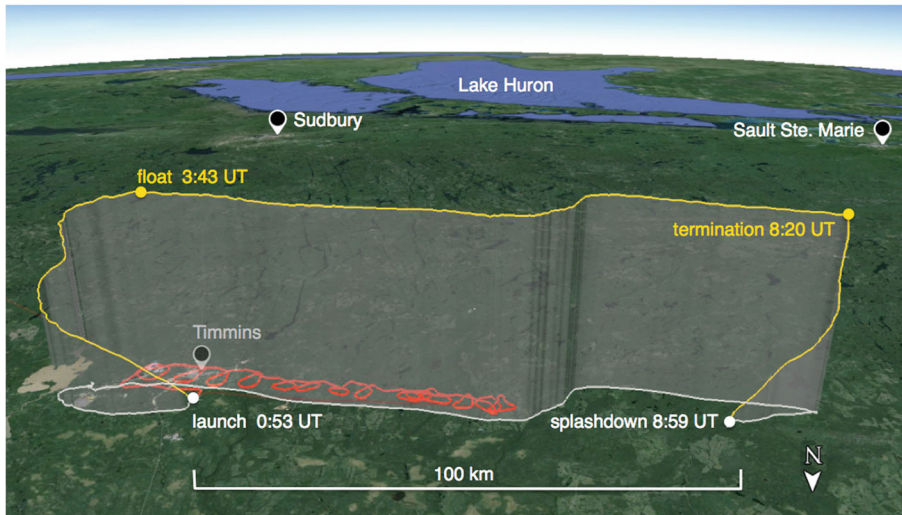 Lake Huron
Sudbury
Sault Ste. Marie
float 3:43 UT
termination 8:20 UT
Timmins
launch 0:53 UT
splashdown 8:59 UT
100 km
N